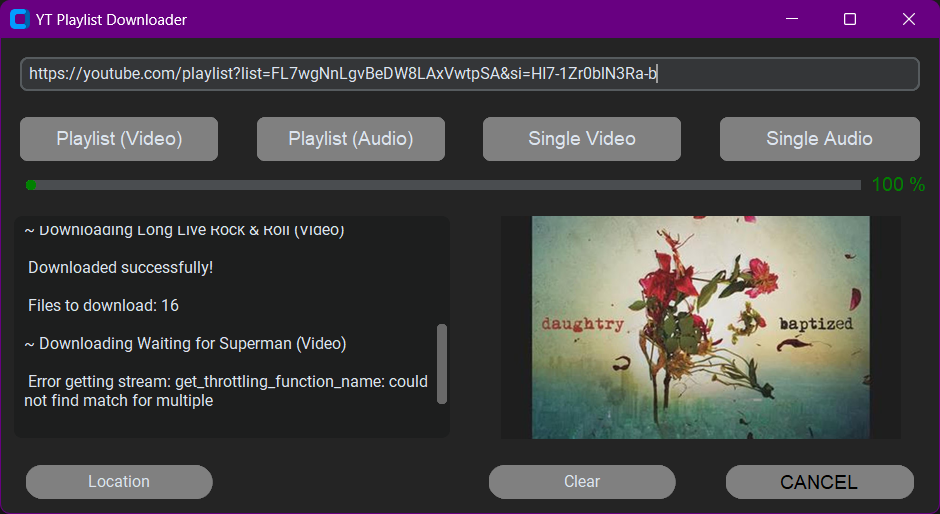 YT Playlist Downloader
https://youtube.com/playlist?list=FL7wgNnLgvBeDW8LAxVwtpSA&si=HI7-1Zr0bIN3Ra-b
Playlist (Video)
Playlist (Audio)
Single Video
Single Audio
100 %
~ Downloading Long Live Rock & Roll (Video)
Downloaded successfully!
Files to download: 16
~ Downloading Waiting for Superman (Video)
Error getting stream: get_throttling_function_name: could
not find match for multiple
daughtry
baptized
Location
Clear
CANCEL